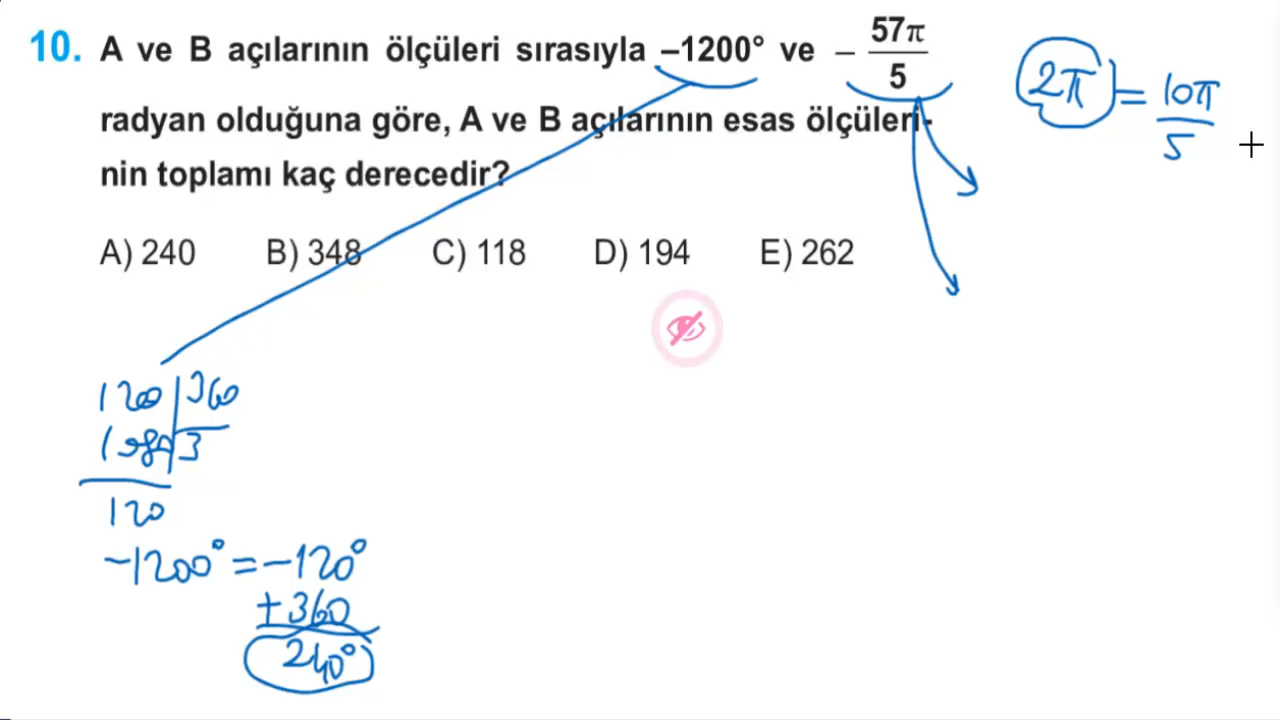 10. A ve B açılarının ölçüleri sırasıyla –1200° ve – 57π/5
radyan olduğuna göre, A ve B açılarının esas ölçüleri-
nin toplamı kaç derecedir?
A) 240 B) 348 C) 118 D) 194 E) 262
2π = 10π/5
1200 | 360
1080 | 3
120
-1200° = -120°
+360
240°